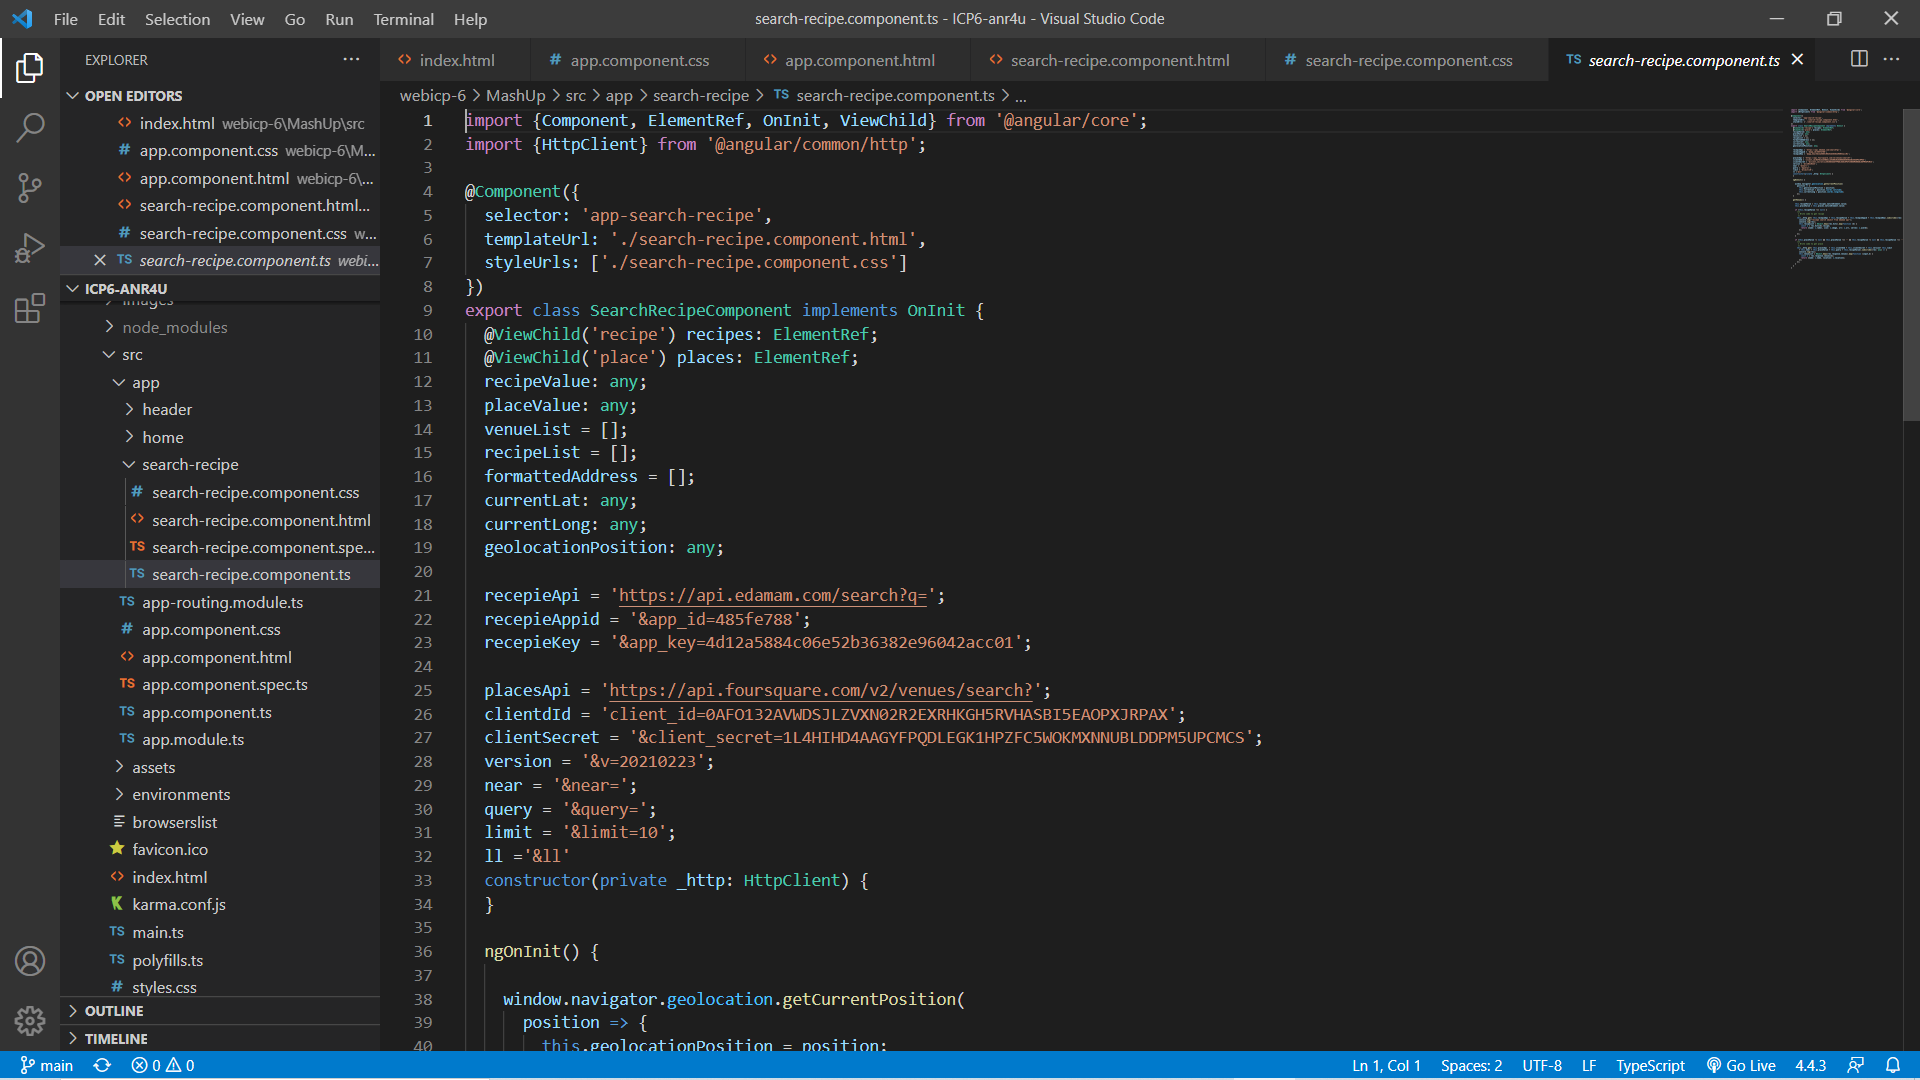 File Edit Selection View Go Run Terminal Help
search-recipe.component.ts - ICP6-anr4u - Visual Studio Code
EXPLORER
OPEN EDITORS
index.html webicp-6\MashUp\src
app.component.css webicp-6\M...
app.component.html webicp-6\...
search-recipe.component.html...
search-recipe.component.css w...
TS search-recipe.component.ts webi...
ICP6-ANR4U
images
node_modules
src
app
header
home
search-recipe
search-recipe.component.css
search-recipe.component.html
TS search-recipe.component.spe...
TS search-recipe.component.ts
TS app-routing.module.ts
# app.component.css
app.component.html
TS app.component.spec.ts
TS app.component.ts
TS app.module.ts
assets
environments
browserslist
favicon.ico
index.html
karma.conf.js
TS main.ts
TS polyfills.ts
# styles.css
OUTLINE
TIMELINE
index.html # app.component.css app.component.html search-recipe.component.html # search-recipe.component.css TS search-recipe.component.ts
webicp-6 > MashUp > src > app > search-recipe > TS search-recipe.component.ts > ...
1 import {Component, ElementRef, OnInit, ViewChild} from '@angular/core';
2 import {HttpClient} from '@angular/common/http';
3
4 @Component({
5 selector: 'app-search-recipe',
6 templateUrl: './search-recipe.component.html',
7 styleUrls: ['./search-recipe.component.css']
8 })
9 export class SearchRecipeComponent implements OnInit {
10 @ViewChild('recipe') recipes: ElementRef;
11 @ViewChild('place') places: ElementRef;
12 recipeValue: any;
13 placeValue: any;
14 venueList = [];
15 recipeList = [];
16 formattedAddress = [];
17 currentLat: any;
18 currentLong: any;
19 geolocationPosition: any;
20
21 recepieApi = 'https://api.edamam.com/search?q=';
22 recepieAppid = '&app_id=485fe788';
23 recepieKey = '&app_key=4d12a5884c06e52b36382e96042acc01';
24
25 placesApi = 'https://api.foursquare.com/v2/venues/search?';
26 clientdId = 'client_id=0AFO132AVWDSJLZVXN02R2EXRHKGH5RVHASBI5EAOPXJRPAX';
27 clientSecret = '&client_secret=1L4HIHD4AAGYFPQDLEGK1HPZFC5WOKMXNNUBLDDPM5UPCMCS';
28 version = '&v=20210223';
29 near = '&near=';
30 query = '&query=';
31 limit = '&limit=10';
32 ll ='&ll'
33 constructor(private _http: HttpClient) {
34 }
35
36 ngOnInit() {
37
38 window.navigator.geolocation.getCurrentPosition(
39 position => {
40 this.geolocationPosition = position;
main 0 0 Ln 1, Col 1 Spaces: 2 UTF-8 LF TypeScript Go Live 4.4.3